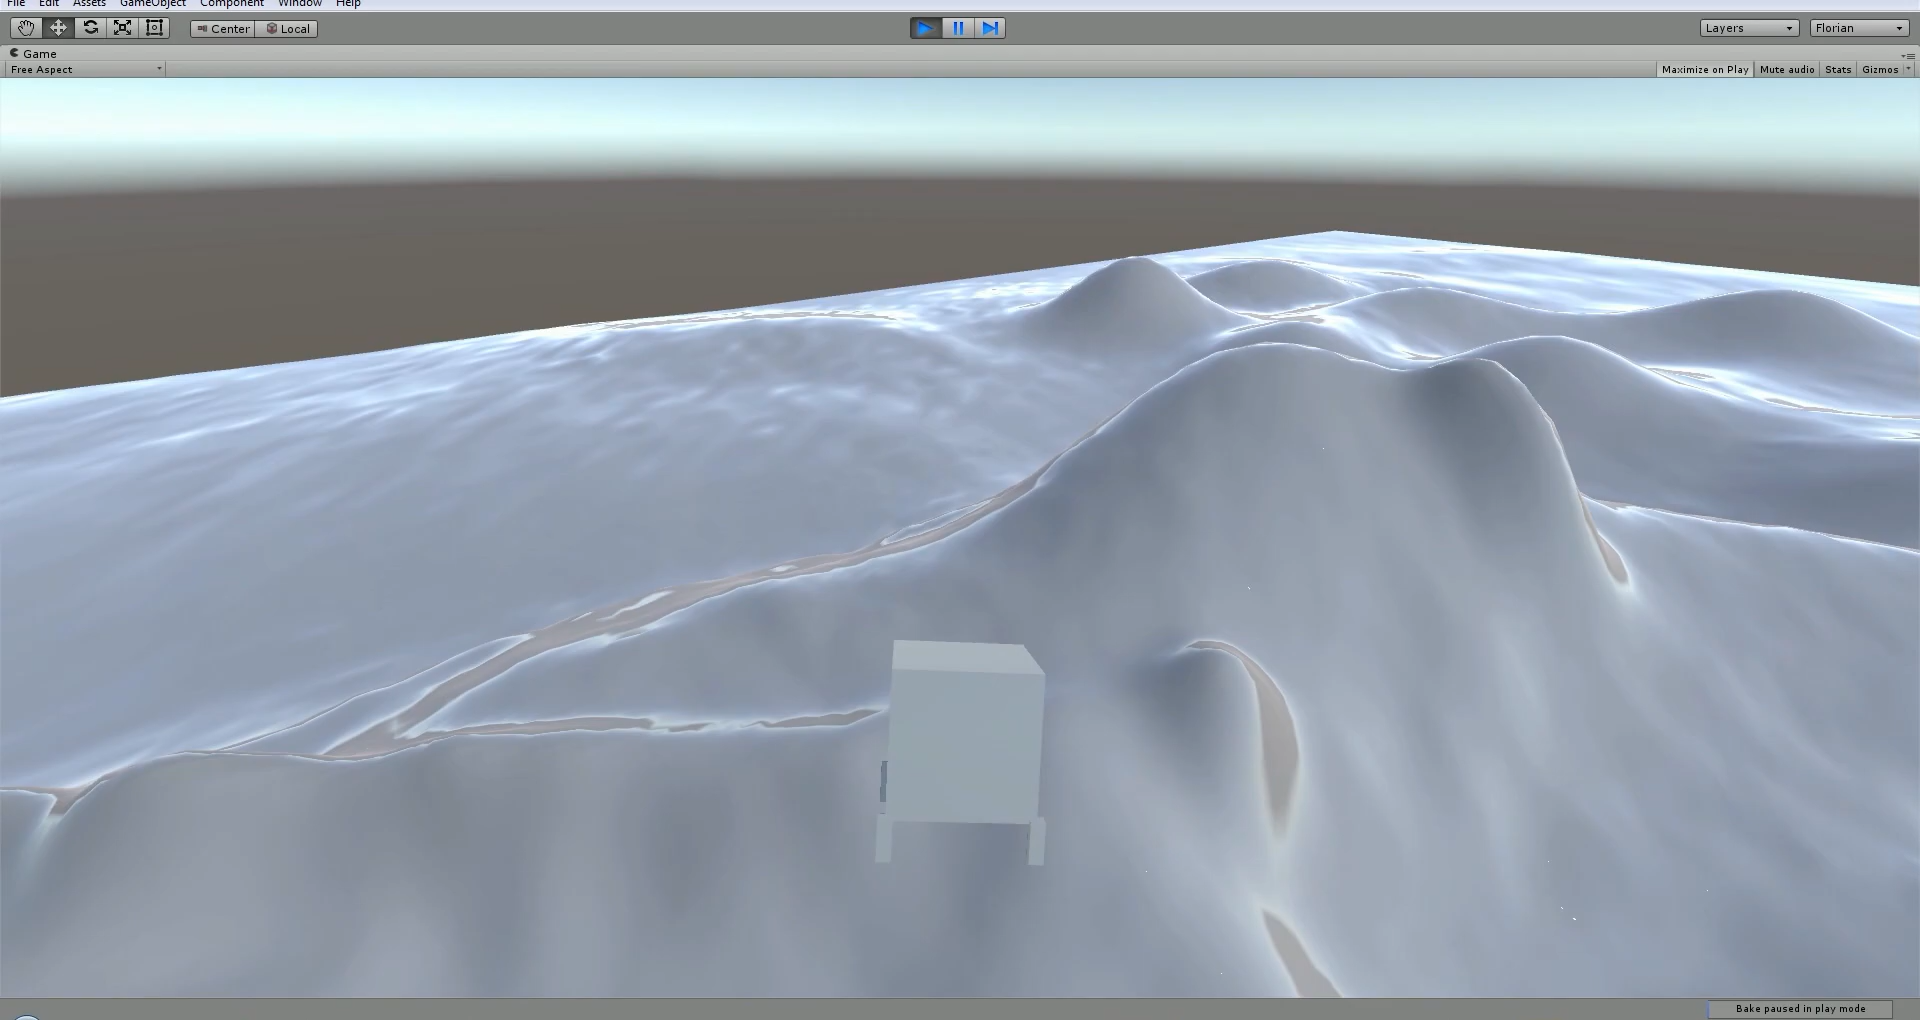 File Edit Assets GameObject Component Window Help
Center Local Layers Florian
Game
Free Aspect Maximize on Play Mute audio Stats Gizmos
Bake paused in play mode